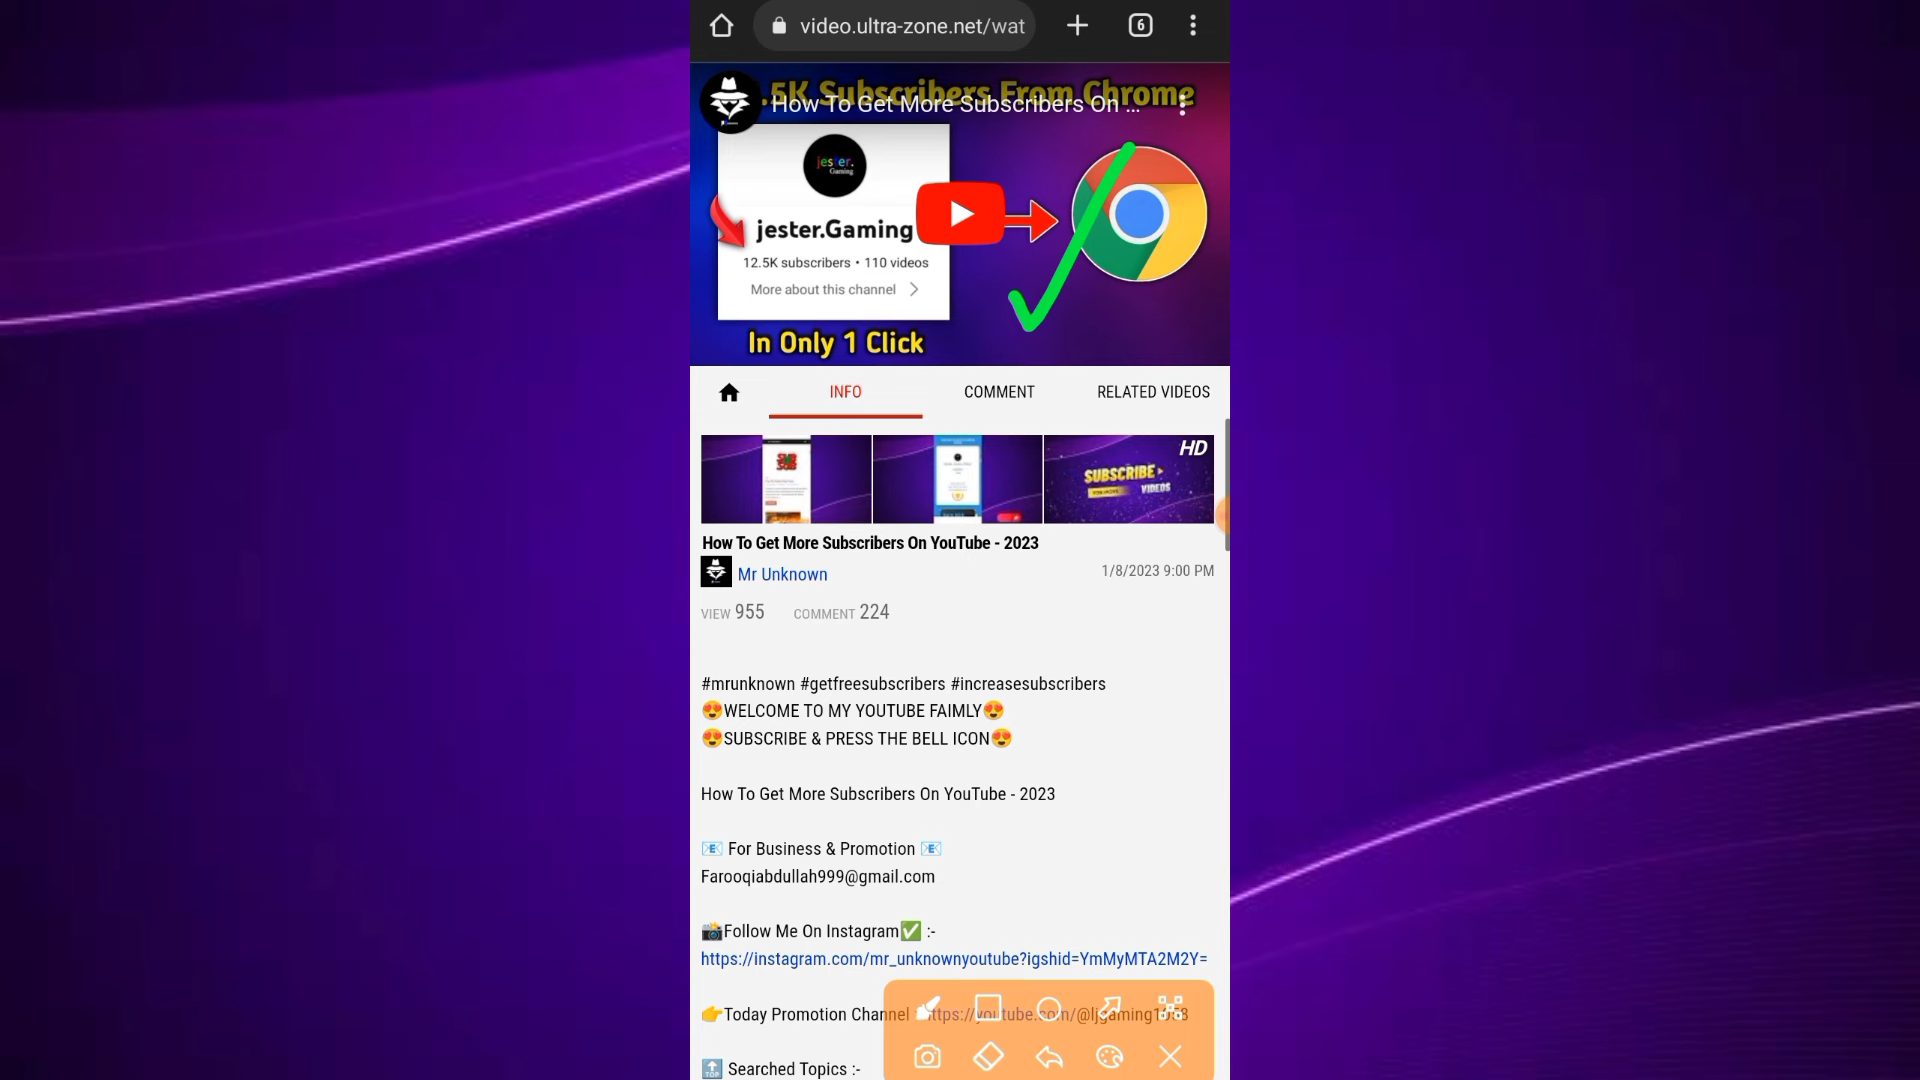 video.ultra-zone.net/wat
6
.5K Subscribers From Chrome
How To Get More Subscribers On ...
jester.
Gaming
jester.Gaming
12.5K subscribers • 110 videos
More about this channel
In Only 1 Click
INFO
COMMENT
RELATED VIDEOS
HD
SUBSCRIBE
VIDEOS
How To Get More Subscribers On YouTube - 2023
Mr Unknown
1/8/2023 9:00 PM
VIEW 955 COMMENT 224
#mrunknown #getfreesubscribers #increasesubscribers
😍WELCOME TO MY YOUTUBE FAIMLY😍
😍SUBSCRIBE & PRESS THE BELL ICON😍
How To Get More Subscribers On YouTube - 2023
📧 For Business & Promotion 📧
Farooqiabdullah999@gmail.com
📸Follow Me On Instagram✅ :-
https://instagram.com/mr_unknownyoutube?igshid=YmMyMTA2M2Y=
👉Today Promotion Channel
🔝 Searched Topics :-